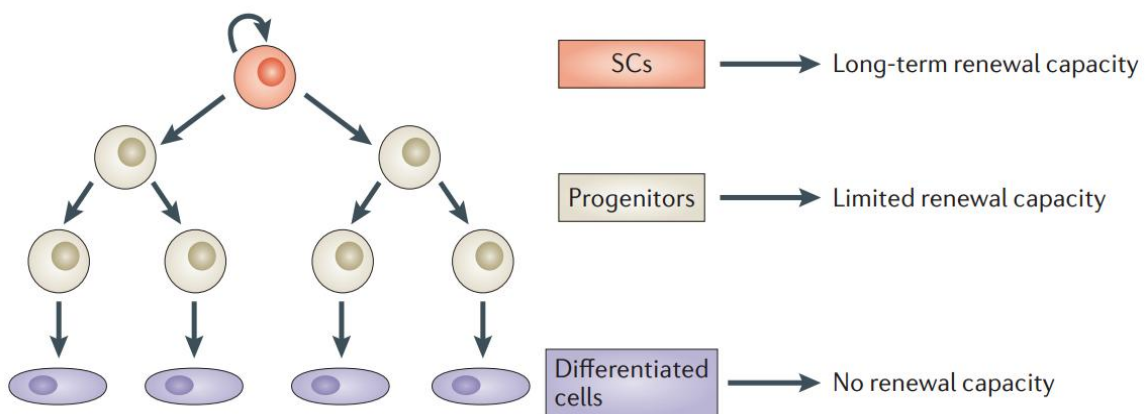 SCs
Long-term renewal capacity
Progenitors
Limited renewal capacity
Differentiated
cells
No renewal capacity